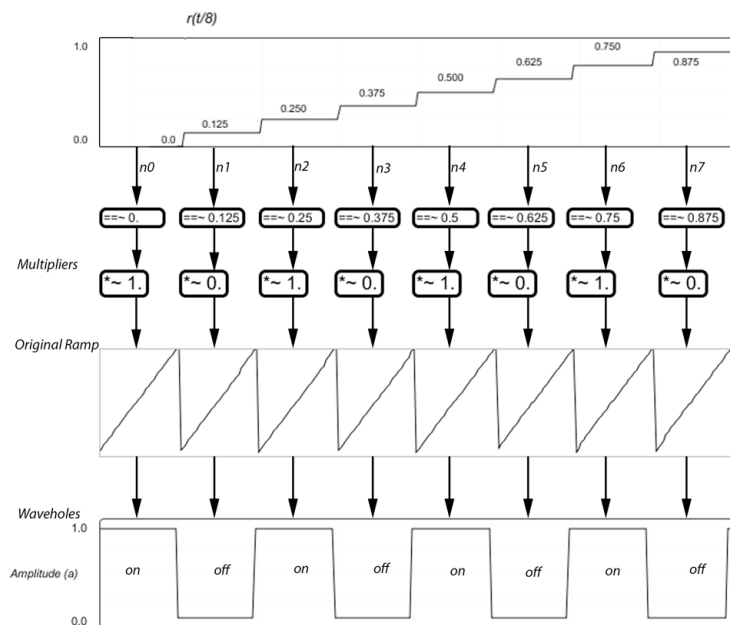 r(t/8)
1.0
0.750
0.625
0.875
0.500
0.375
0.250
0.125
0.0
0.0
n0 n1 n2 n3 n4 n5 n6 n7
==~ 0. ==~ 0.125 ==~ 0.25 ==~ 0.375 ==~ 0.5 ==~ 0.625 ==~ 0.75 ==~ 0.875
Multipliers
*~ 1. *~ 0. *~ 1. *~ 0. *~ 1. *~ 0. *~ 1. *~ 0.
Original Ramp
Waveholes
1.0
Amplitude (a)
on off on off on off on off
0.0